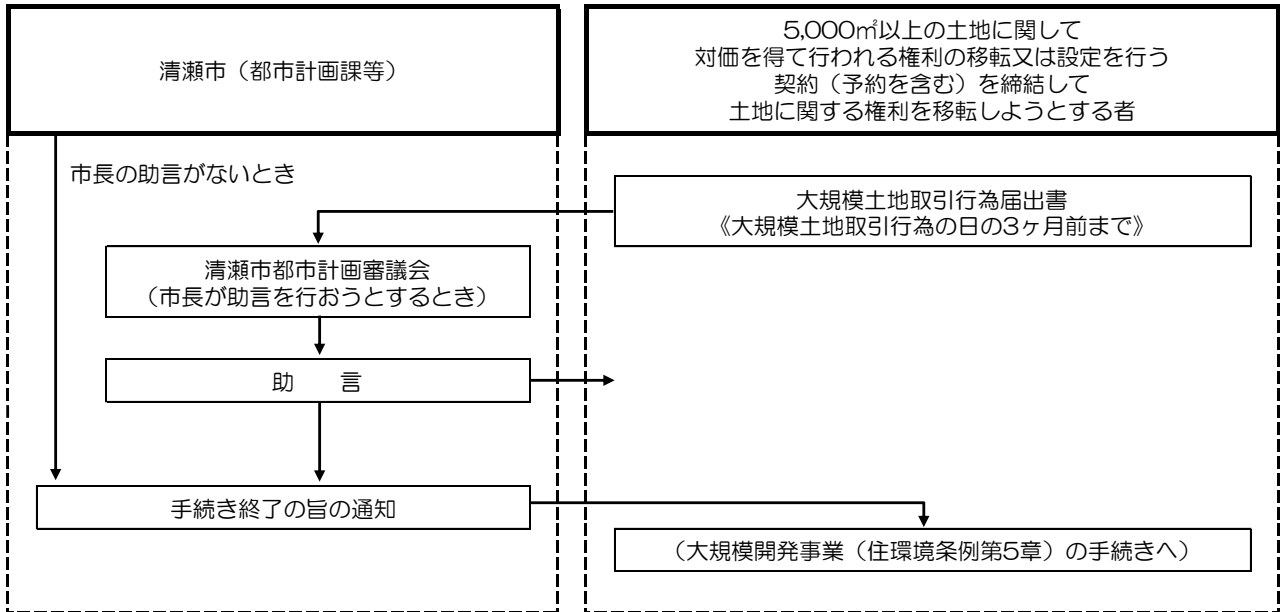 清瀬市（都市計画課等）
5,000㎡以上の土地に関して
対価を得て行われる権利の移転又は設定を行う
契約（予約を含む）を締結して
土地に関する権利を移転しようとする者
市長の助言がないとき
大規模土地取引行為届出書
《大規模土地取引行為の日の3ヶ月前まで》
清瀬市都市計画審議会
（市長が助言を行おうとするとき）
助　　言
手続き終了の旨の通知
（大規模開発事業（住環境条例第5章）の手続きへ）